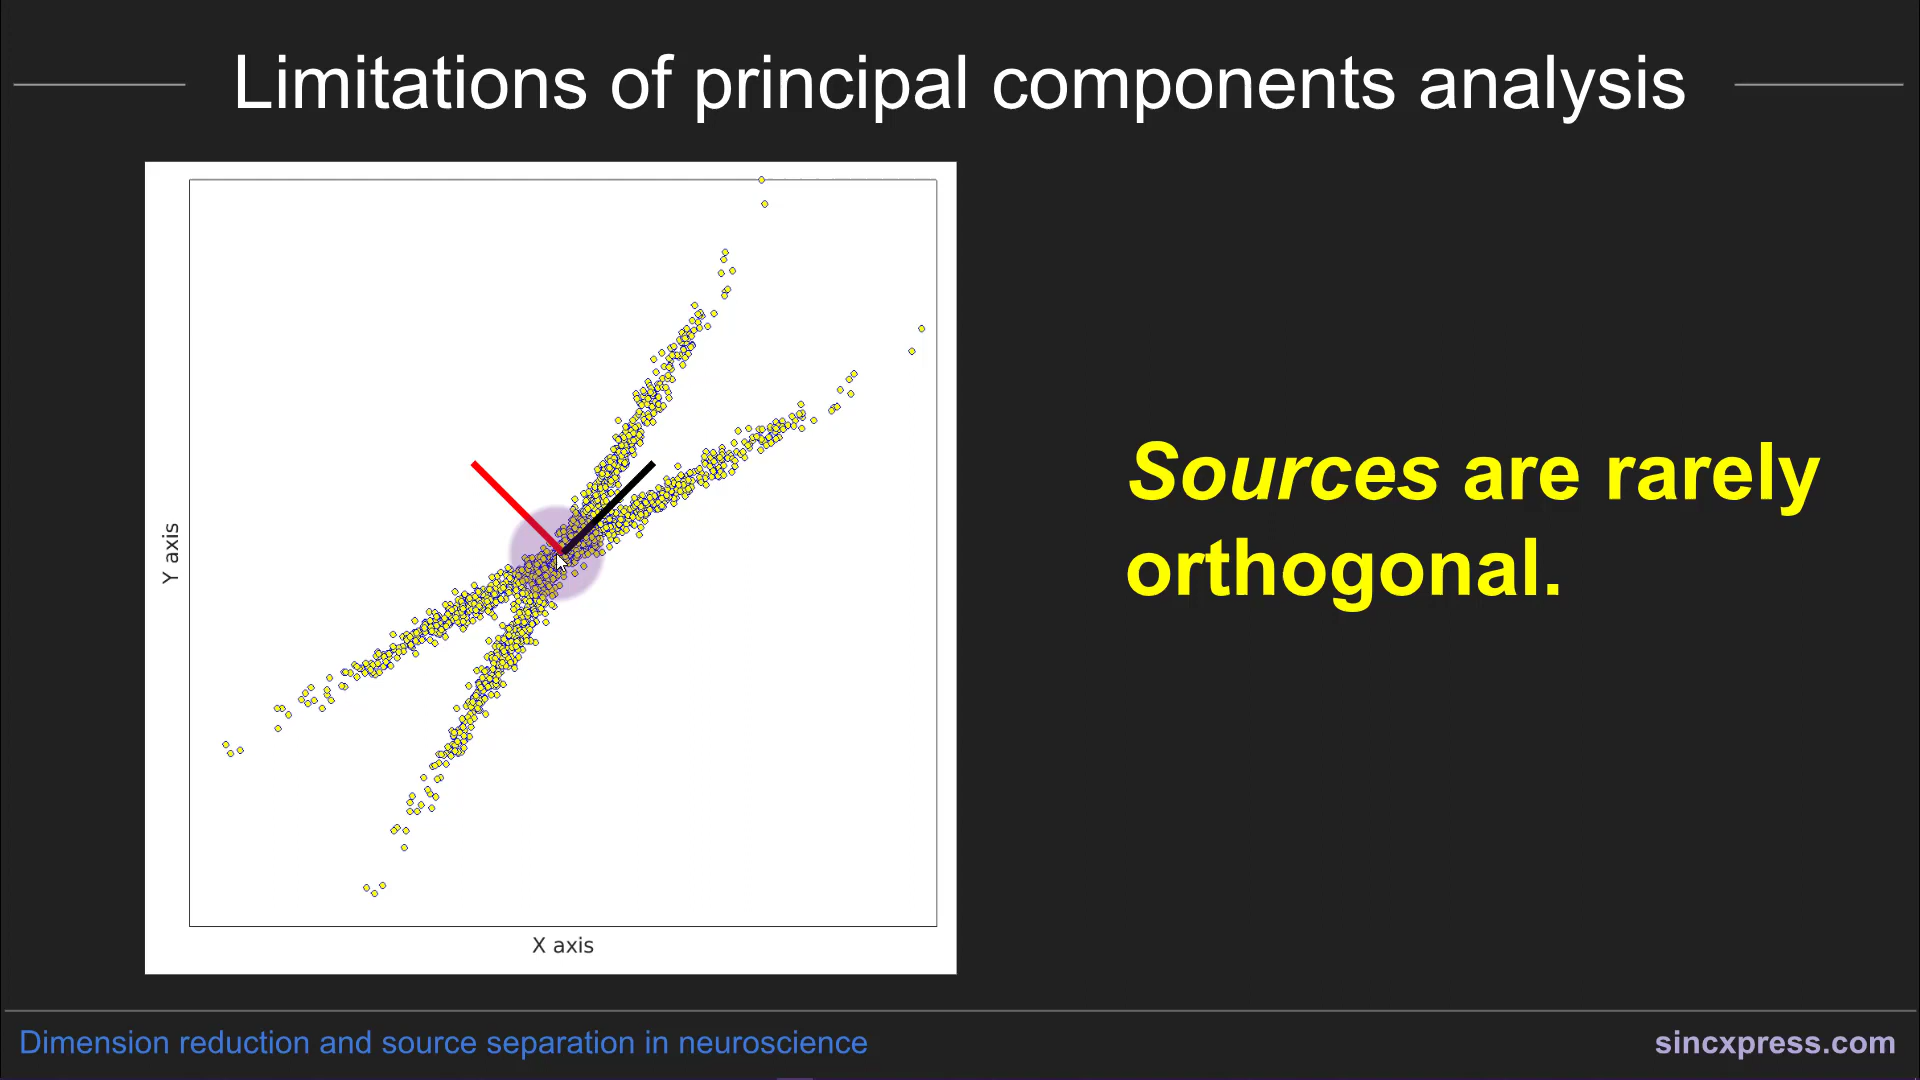 Limitations of principal components analysis
Y axis
X axis
Sources are rarely
orthogonal.
Dimension reduction and source separation in neuroscience
sincxpress.com